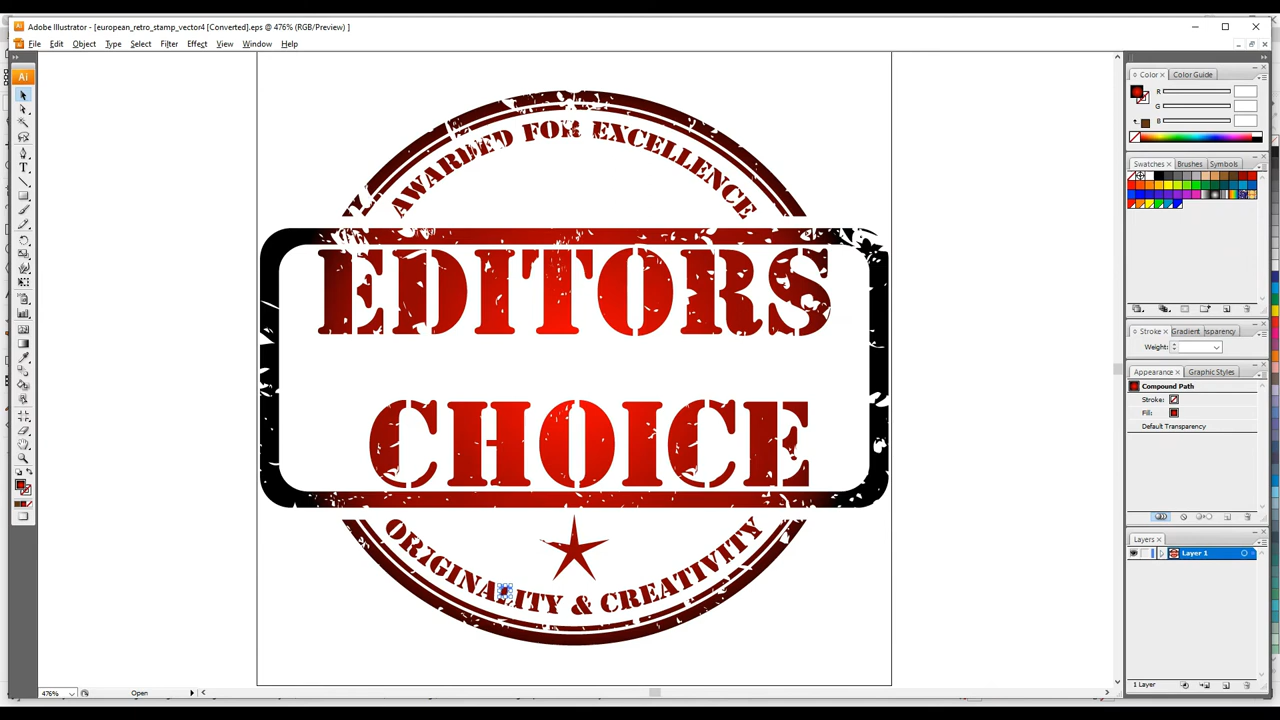 Adobe Illustrator - [european_retro_stamp_vector4 [Converted].eps @ 476% (RGB/Preview) ]
File Edit Object Type Select Filter Effect View Window Help
Ai
Color × Color Guide
R
G
B
Swatches × Brushes Symbols
Stroke × Gradient
Weight:
Appearance × Graphic Styles
Compound Path
Stroke:
Fill:
Default Transparency
Layers ×
Layer 1
1 Layer
AWARDED FOR EXCELLENCE
EDITORS
CHOICE
ORIGINALITY & CREATIVITY
476% Open